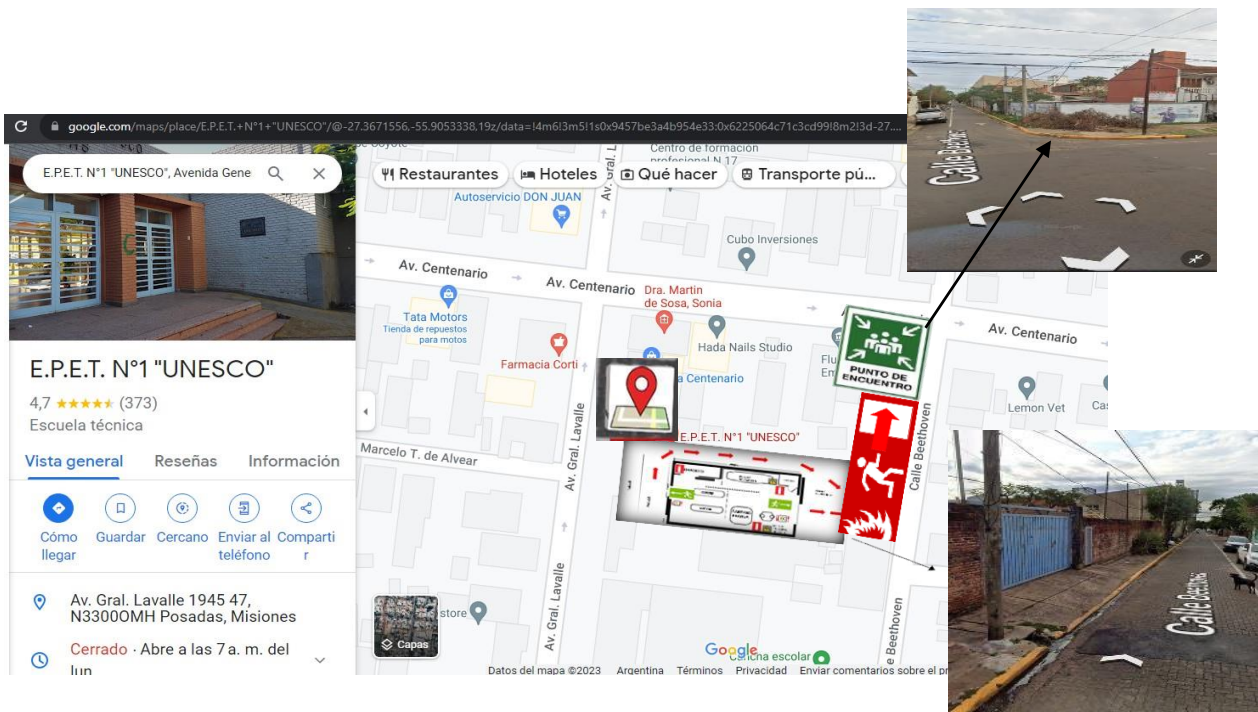 google.com/maps/place/E.P.E.T.+N°1+"UNESCO"/@-27.3671556,-55.9053338,19z/data=!4m6!3m5!1s0x9457be3a4b954e33:0x6225064c71c3cd99!8m2!3d-27....
E.P.E.T. N°1 "UNESCO", Avenida Gene
Restaurantes
Hoteles
Qué hacer
Transporte pú...
E.P.E.T. N°1 "UNESCO"
4,7 (373)
Escuela técnica
Vista general
Reseñas
Información
Cómo llegar
Guardar
Cercano
Enviar al teléfono
Comparti
r
Av. Gral. Lavalle 1945 47,
N3300OMH Posadas, Misiones
Cerrado · Abre a las 7 a. m. del
lun
Centro de formación
profesional N 17
Autoservicio DON JUAN
Cubo Inversiones
Av. Centenario
Av. Centenario
Av. Centenario
Dra. Martin
de Sosa, Sonia
Tata Motors
Tienda de repuestos
para motos
Farmacia Corti
Hada Nails Studio
Centenario
PUNTO DE
ENCUENTRO
Lemon Vet
E.P.E.T. N°1 "UNESCO"
Marcelo T. de Alvear
Av. Gral. Lavalle
Av. Gral. Lavalle
Calle Beethoven
Beethoven
store
Capas
Google
escolar
Datos del mapa ©2023
Argentina
Términos
Privacidad
Enviar comentarios sobre el pr
Calle Beethoven
Calle Beethoven